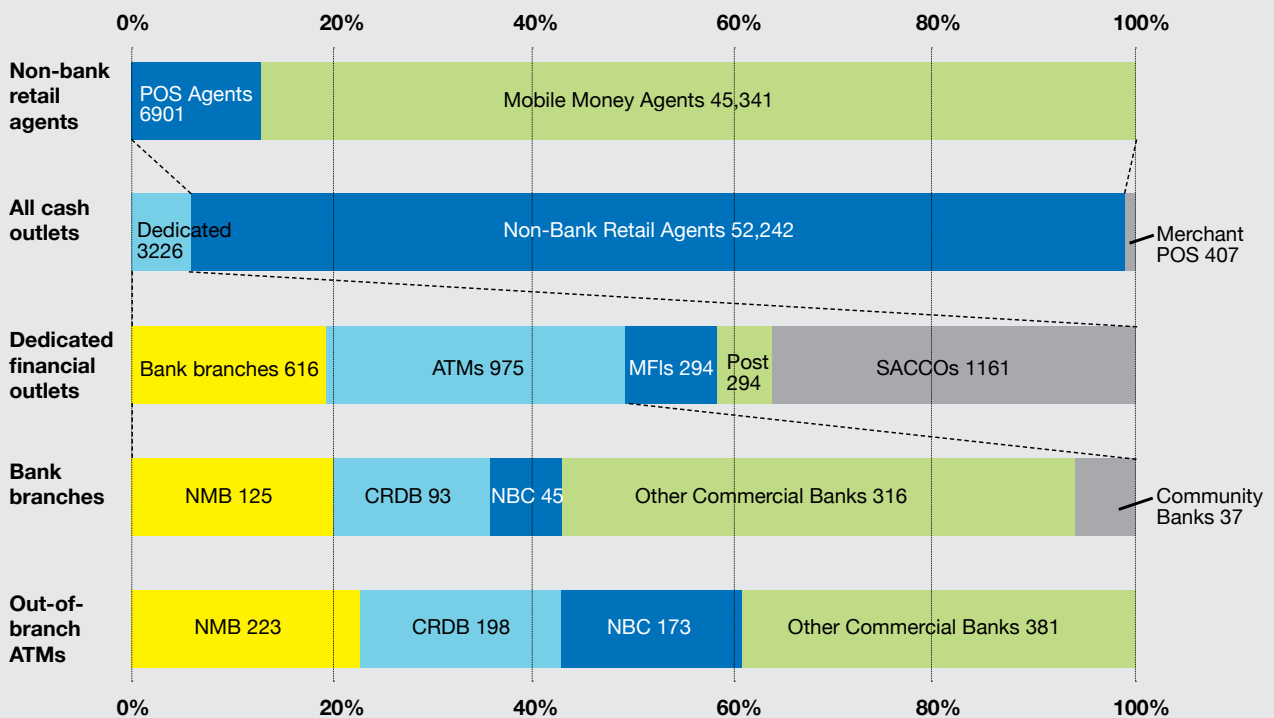 0% 20% 40% 60% 80% 100%
Non-bank
retail
agents
POS Agents
6901
Mobile Money Agents 45,341
All cash
outlets
Dedicated
3226
Non-Bank Retail Agents 52,242
Merchant
POS 407
Dedicated
financial
outlets
Bank branches 616
ATMs 975
MFIs 294
Post
294
SACCOs 1161
Bank
branches
NMB 125
CRDB 93
NBC 45
Other Commercial Banks 316
Community
Banks 37
Out-of-
branch
ATMs
NMB 223
CRDB 198
NBC 173
Other Commercial Banks 381
0% 20% 40% 60% 80% 100%